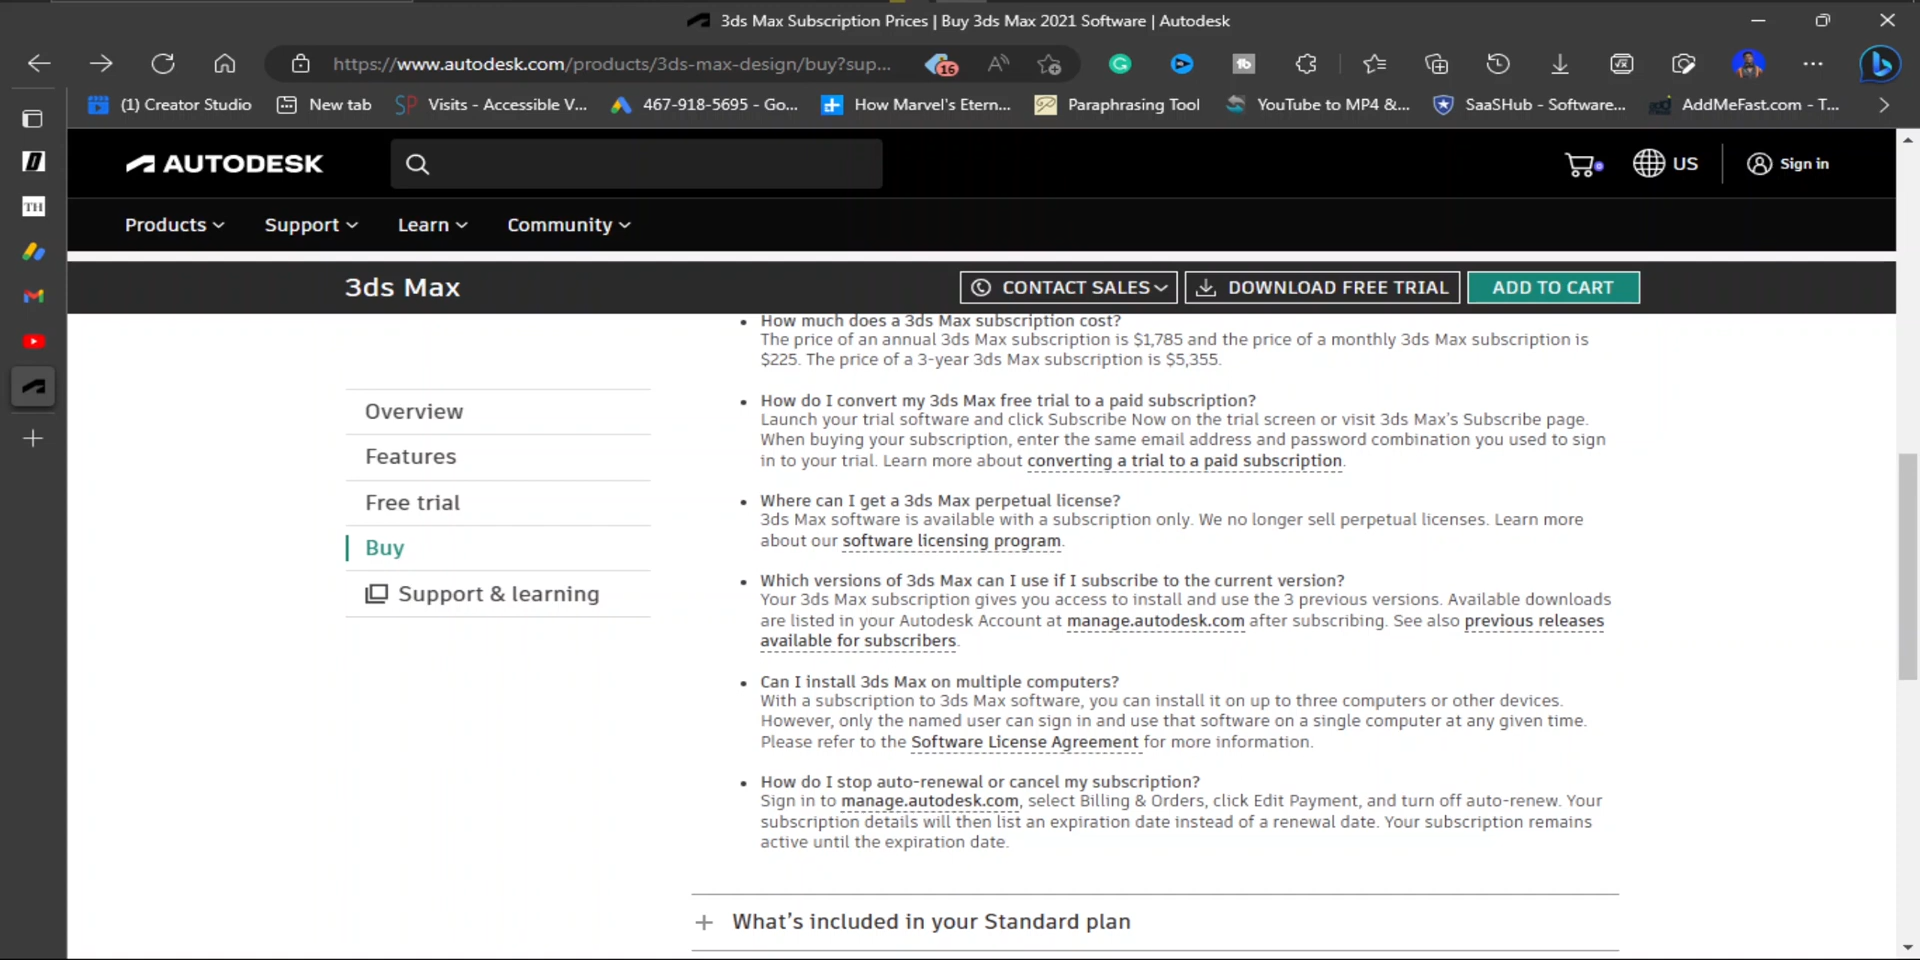 3ds Max Subscription Prices | Buy 3ds Max 2021 Software | Autodesk
https://www.autodesk.com/products/3ds-max-design/buy?sup...
16
(1) Creator Studio
New tab
Visits - Accessible V...
467-918-5695 - Go...
How Marvel's Etern...
Paraphrasing Tool
YouTube to MP4 &...
SaaSHub - Software...
AddMeFast.com - T...
AUTODESK
US
Sign in
Products
Support
Learn
Community
3ds Max
CONTACT SALES
DOWNLOAD FREE TRIAL
ADD TO CART
Overview
Features
Free trial
Buy
Support & learning
• How much does a 3ds Max subscription cost?
The price of an annual 3ds Max subscription is $1,785 and the price of a monthly 3ds Max subscription is
$225. The price of a 3-year 3ds Max subscription is $5,355.
• How do I convert my 3ds Max free trial to a paid subscription?
Launch your trial software and click Subscribe Now on the trial screen or visit 3ds Max’s Subscribe page.
When buying your subscription, enter the same email address and password combination you used to sign
in to your trial. Learn more about converting a trial to a paid subscription.
• Where can I get a 3ds Max perpetual license?
3ds Max software is available with a subscription only. We no longer sell perpetual licenses. Learn more
about our software licensing program.
• Which versions of 3ds Max can I use if I subscribe to the current version?
Your 3ds Max subscription gives you access to install and use the 3 previous versions. Available downloads
are listed in your Autodesk Account at manage.autodesk.com after subscribing. See also previous releases
available for subscribers.
• Can I install 3ds Max on multiple computers?
With a subscription to 3ds Max software, you can install it on up to three computers or other devices.
However, only the named user can sign in and use that software on a single computer at any given time.
Please refer to the Software License Agreement for more information.
• How do I stop auto-renewal or cancel my subscription?
Sign in to manage.autodesk.com, select Billing & Orders, click Edit Payment, and turn off auto-renew. Your
subscription details will then list an expiration date instead of a renewal date. Your subscription remains
active until the expiration date.
What’s included in your Standard plan